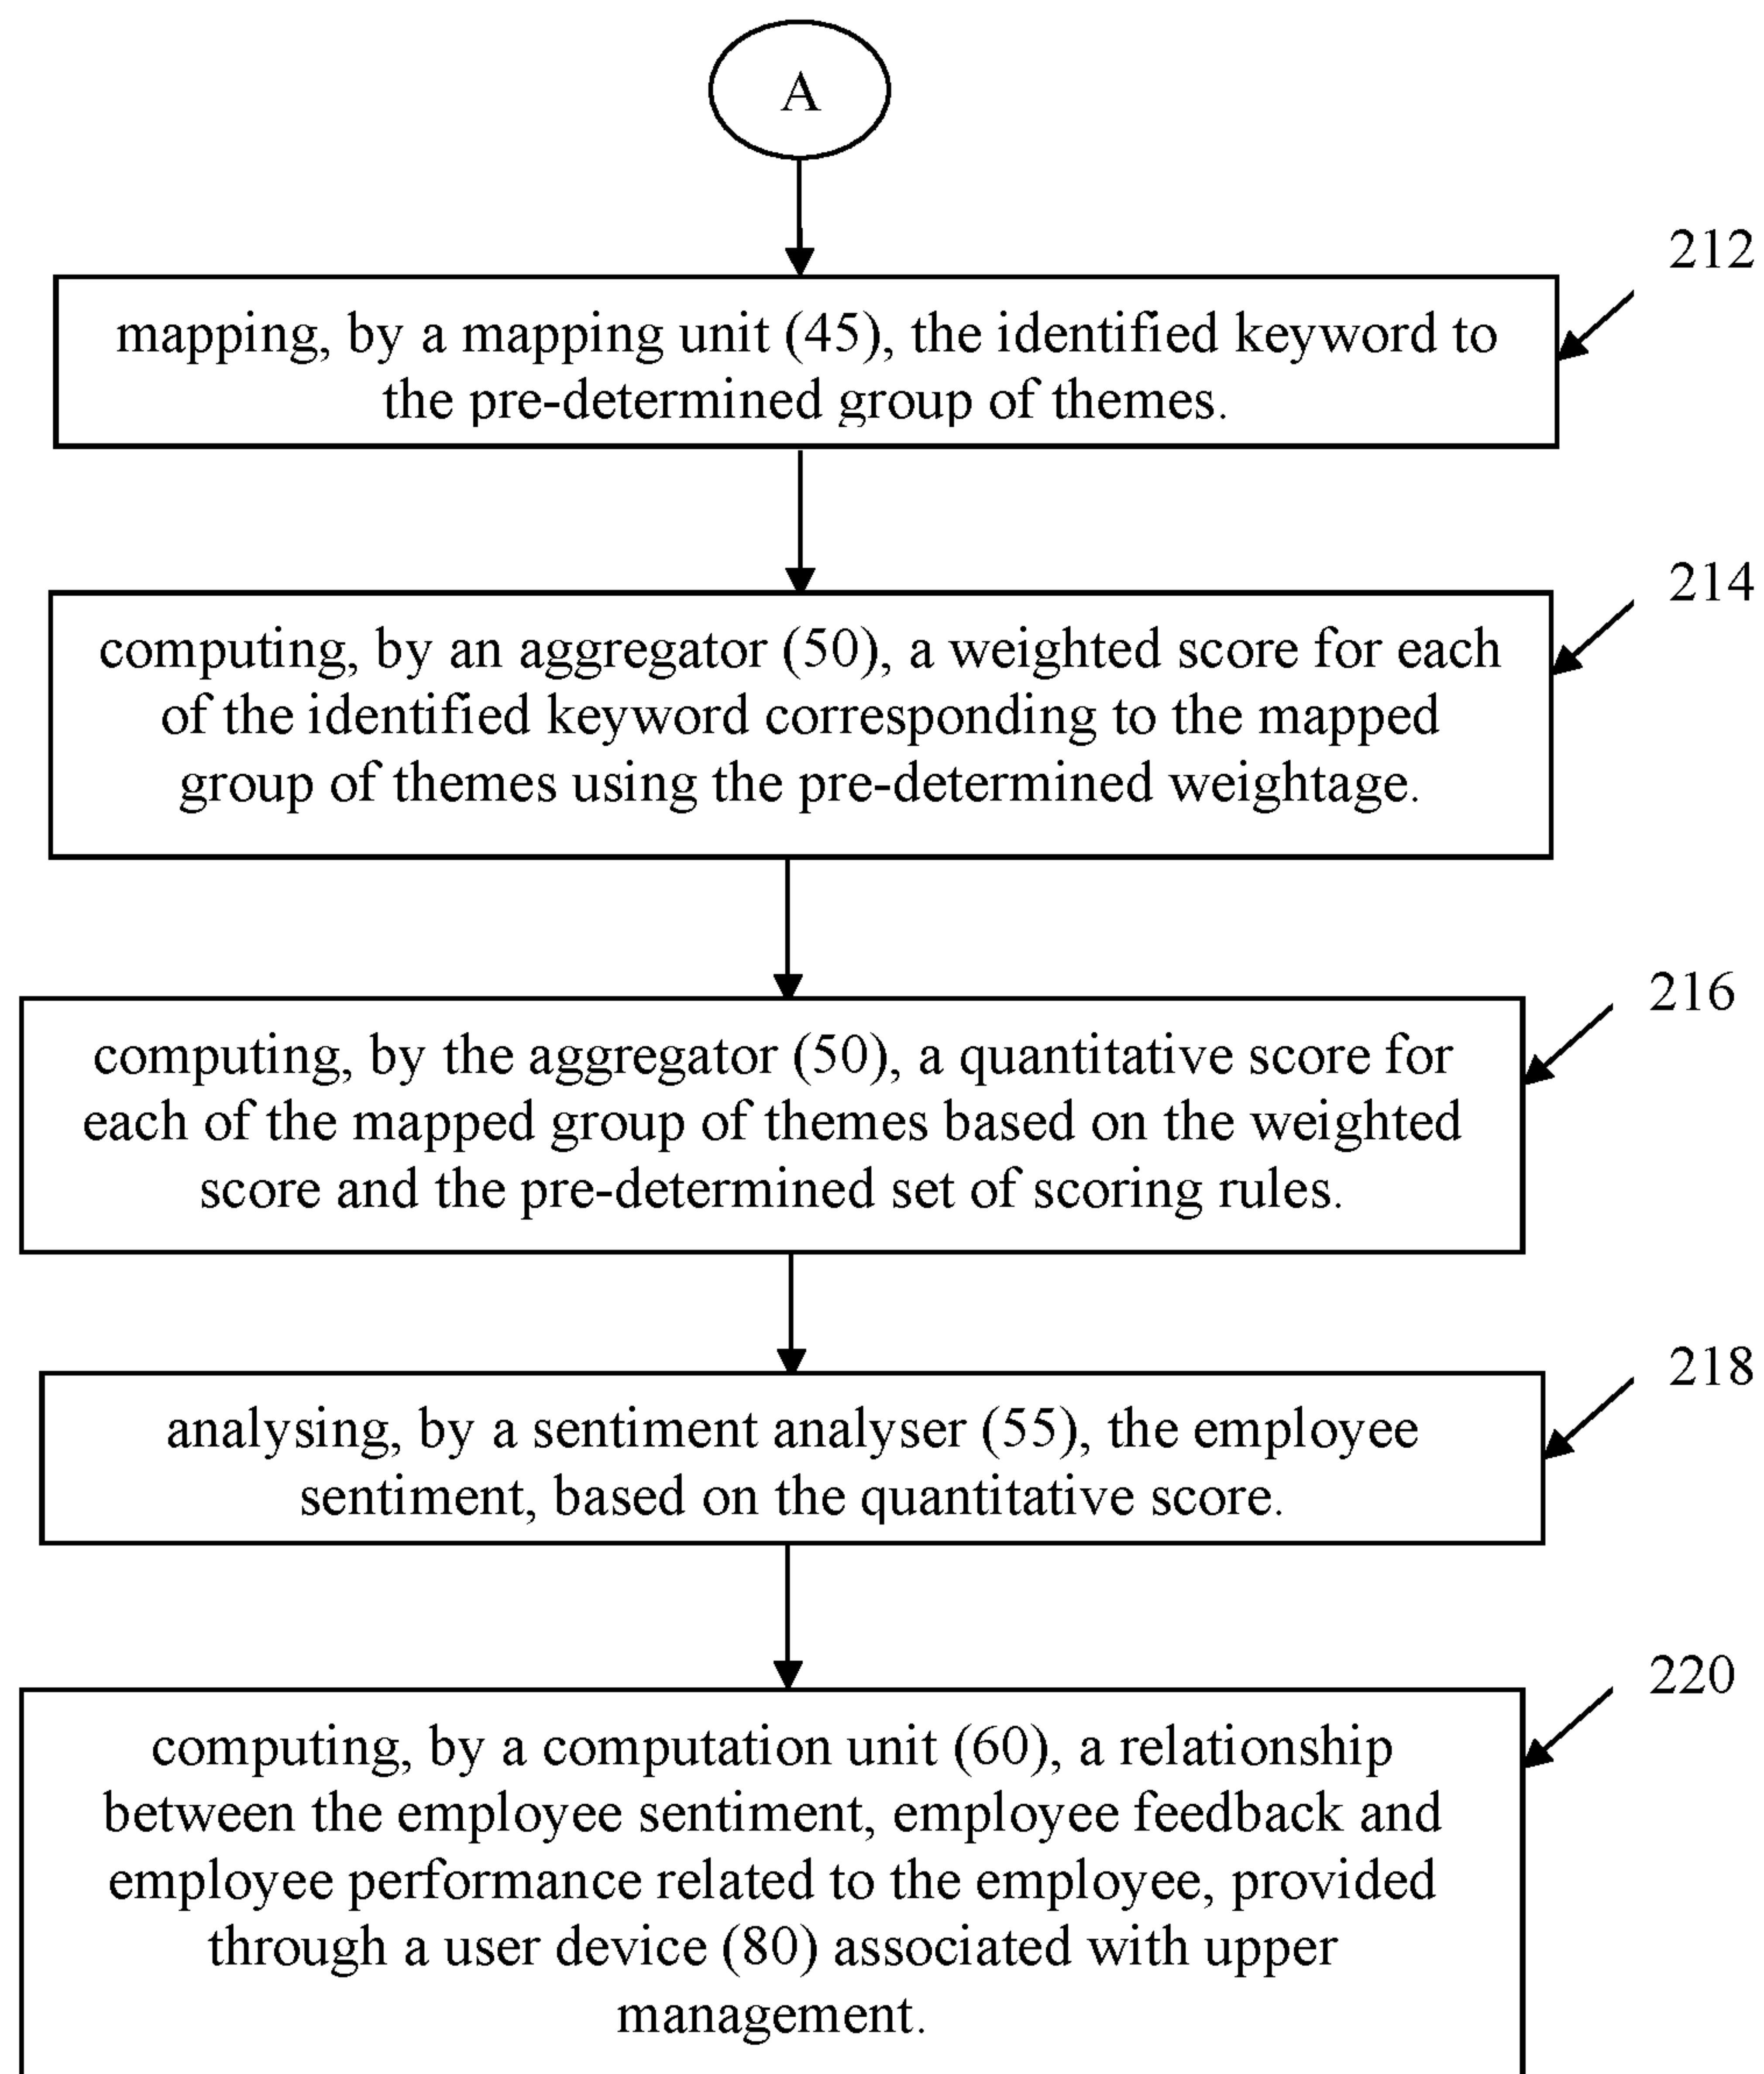 A
212
mapping, by a mapping unit (45), the identified keyword to
the pre-determined group of themes.
214
computing, by an aggregator (50), a weighted score for each
of the identified keyword corresponding to the mapped
group of themes using the pre-determined weightage.
216
computing, by the aggregator (50), a quantitative score for
each of the mapped group of themes based on the weighted
score and the pre-determined set of scoring rules.
218
analysing, by a sentiment analyser (55), the employee
sentiment, based on the quantitative score.
220
computing, by a computation unit (60), a relationship
between the employee sentiment, employee feedback and
employee performance related to the employee, provided
through a user device (80) associated with upper
management.